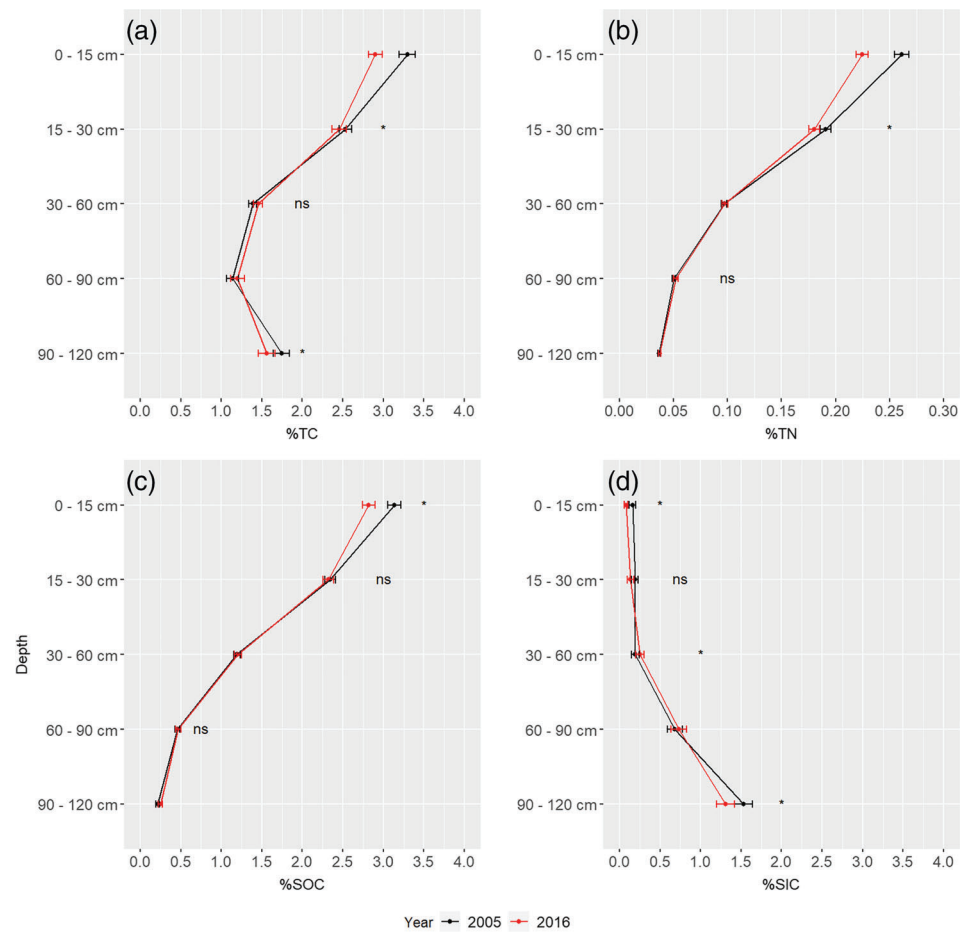 (a)
0 - 15 cm
15 - 30 cm
*
30 - 60 cm
ns
60 - 90 cm
90 - 120 cm
*
0.0 0.5 1.0 1.5 2.0 2.5 3.0 3.5 4.0
%TC
(b)
0 - 15 cm
15 - 30 cm
*
30 - 60 cm
60 - 90 cm
ns
90 - 120 cm
0.00 0.05 0.10 0.15 0.20 0.25 0.30
%TN
(c)
Depth
0 - 15 cm
*
15 - 30 cm
ns
30 - 60 cm
60 - 90 cm
ns
90 - 120 cm
0.0 0.5 1.0 1.5 2.0 2.5 3.0 3.5 4.0
%SOC
(d)
0 - 15 cm
*
15 - 30 cm
ns
30 - 60 cm
*
60 - 90 cm
90 - 120 cm
*
0.0 0.5 1.0 1.5 2.0 2.5 3.0 3.5 4.0
%SIC
Year 2005 2016